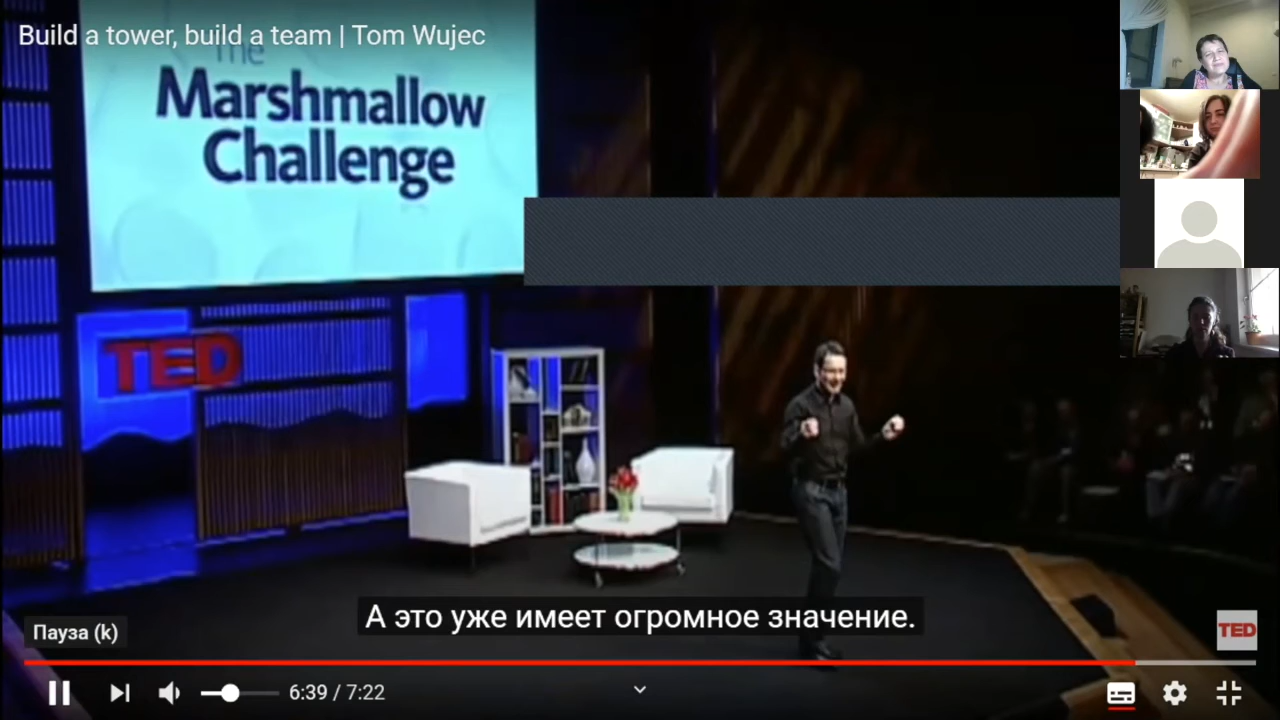 Build a tower, build a team | Tom Wujec
The
Marshmallow
Challenge
TED
А это уже имеет огромное значение.
Пауза (k)
TED
6:39 / 7:22